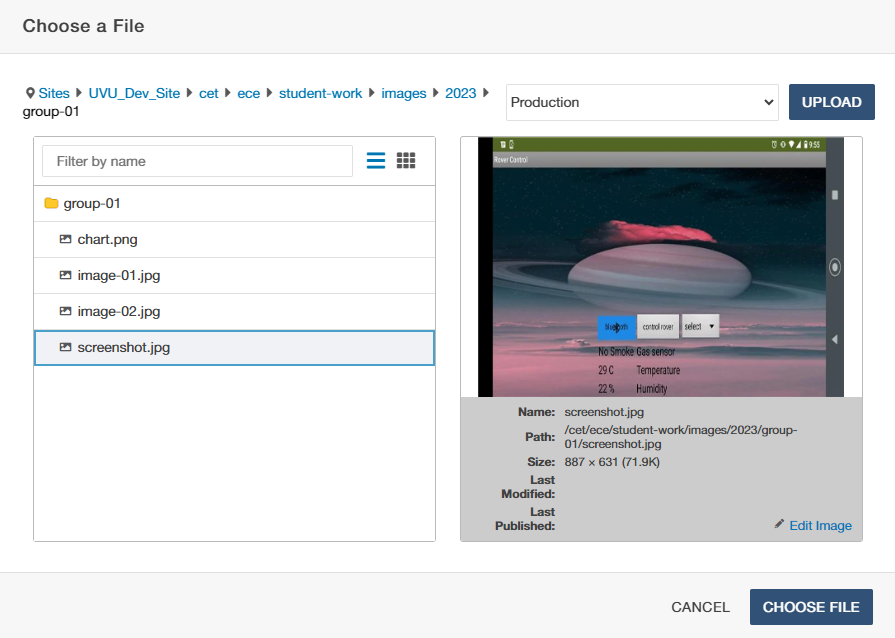 Choose a File
Sites UVU_Dev_Site cet ece student-work images 2023
group-01
Production
UPLOAD
Filter by name
group-01
chart.png
image-01.jpg
image-02.jpg
screenshot.jpg
9:55
Rover Control
bluetooth control rover select
No Smoke Gas sensor
29 C Temperature
22 % Humidity
Name: screenshot.jpg
Path: /cet/ece/student-work/images/2023/group-
01/screenshot.jpg
Size: 887 × 631 (71.9K)
Last
Modified:
Last
Published:
Edit Image
CANCEL
CHOOSE FILE